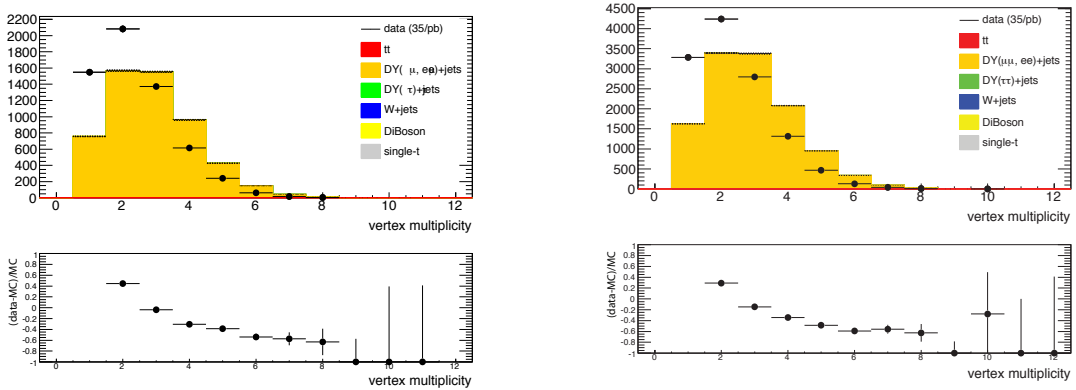 2200
2000
1800
1600
1400
1200
1000
800
600
400
200
0
data (35/pb)
tt
DY(
W+jets
DiBoson
single-t
0 2 4 6 8 10 12
vertex multiplicity
(data-MC)/MC
1
0.8
0.6
0.4
0.2
0
-0.2
-0.4
-0.6
-0.8
-1
0 2 4 6 8 10 12
vertex multiplicity
4500
4000
3500
3000
2500
2000
1500
1000
500
0
data (35/pb)
tt
DY(μμ, ee)+jets
DY(ττ)+jets
W+jets
DiBoson
single-t
0 2 4 6 8 10 12
vertex multiplicity
(data-MC)/MC
1
0.8
0.6
0.4
0.2
0
-0.2
-0.4
-0.6
-0.8
-1
0 2 4 6 8 10 12
vertex multiplicity